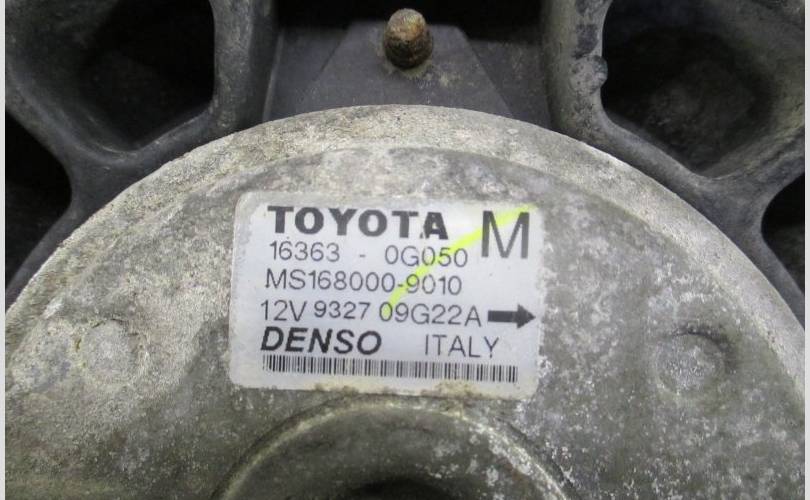 TOYOTA M
16363 - 0G050
MS168000-9010
12V 9327 09G22A
DENSO ITALY